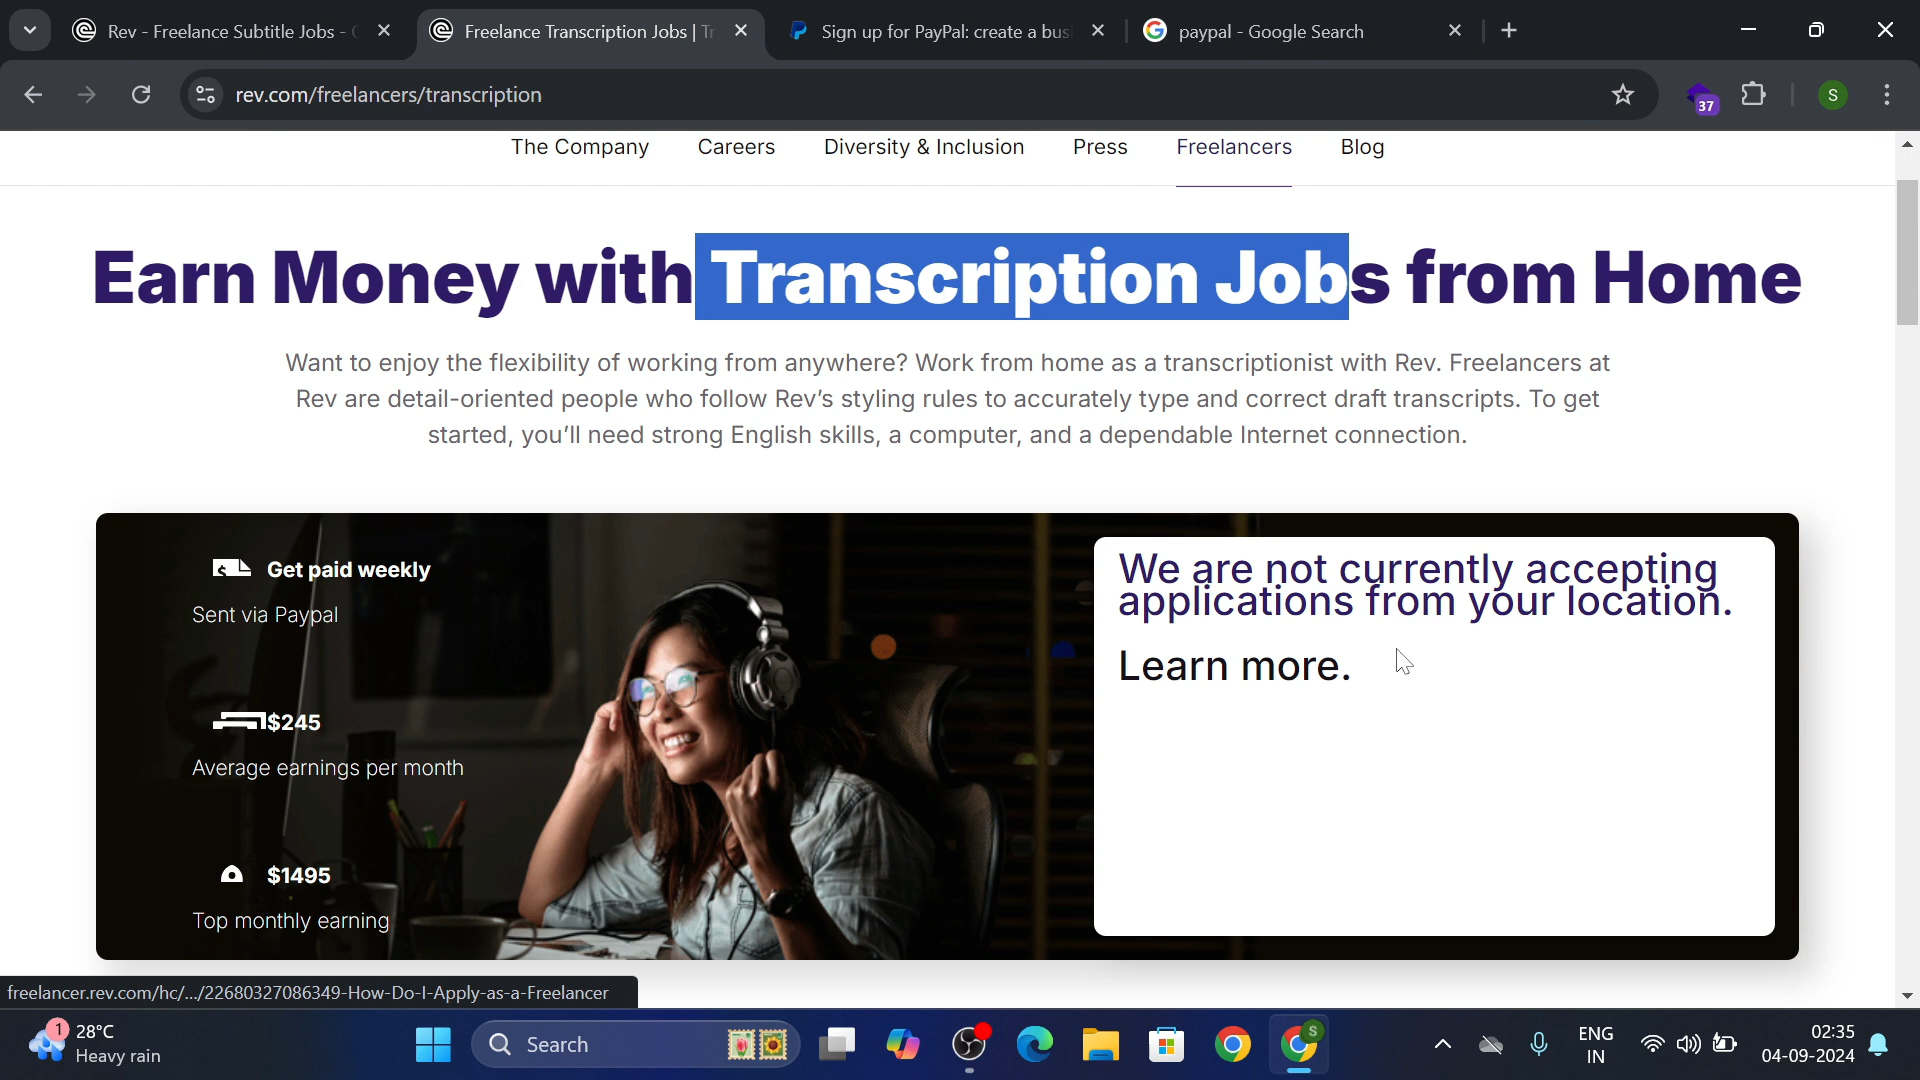 Rev - Freelance Subtitle Jobs -
Freelance Transcription Jobs | Tr
Sign up for PayPal: create a busi
paypal - Google Search
rev.com/freelancers/transcription
37
S
The Company
Careers
Diversity & Inclusion
Press
Freelancers
Blog
Earn Money with Transcription Jobs from Home
Want to enjoy the flexibility of working from anywhere? Work from home as a transcriptionist with Rev. Freelancers at
Rev are detail-oriented people who follow Rev’s styling rules to accurately type and correct draft transcripts. To get
started, you’ll need strong English skills, a computer, and a dependable Internet connection.
Get paid weekly
Sent via Paypal
$245
Average earnings per month
$1495
Top monthly earning
We are not currently accepting
applications from your location.
Learn more.
freelancer.rev.com/hc/.../22680327086349-How-Do-I-Apply-as-a-Freelancer
1
28°C
Heavy rain
Search
S
ENG
IN
02:35
04-09-2024